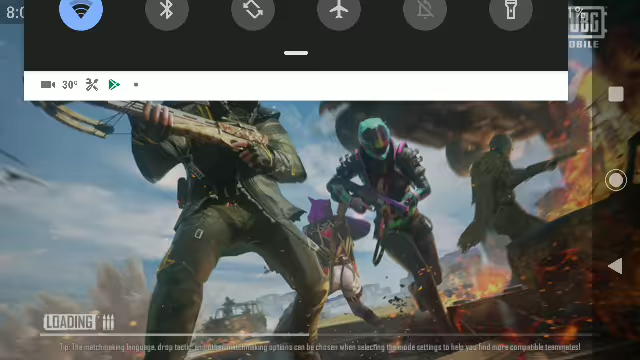 8:0
PUBG
MOBILE
30°
LOADING
Tip: The matchmaking language, drop tactic, and other matchmaking options can be chosen when selecting the mode settings to help you find more compatible teammates!